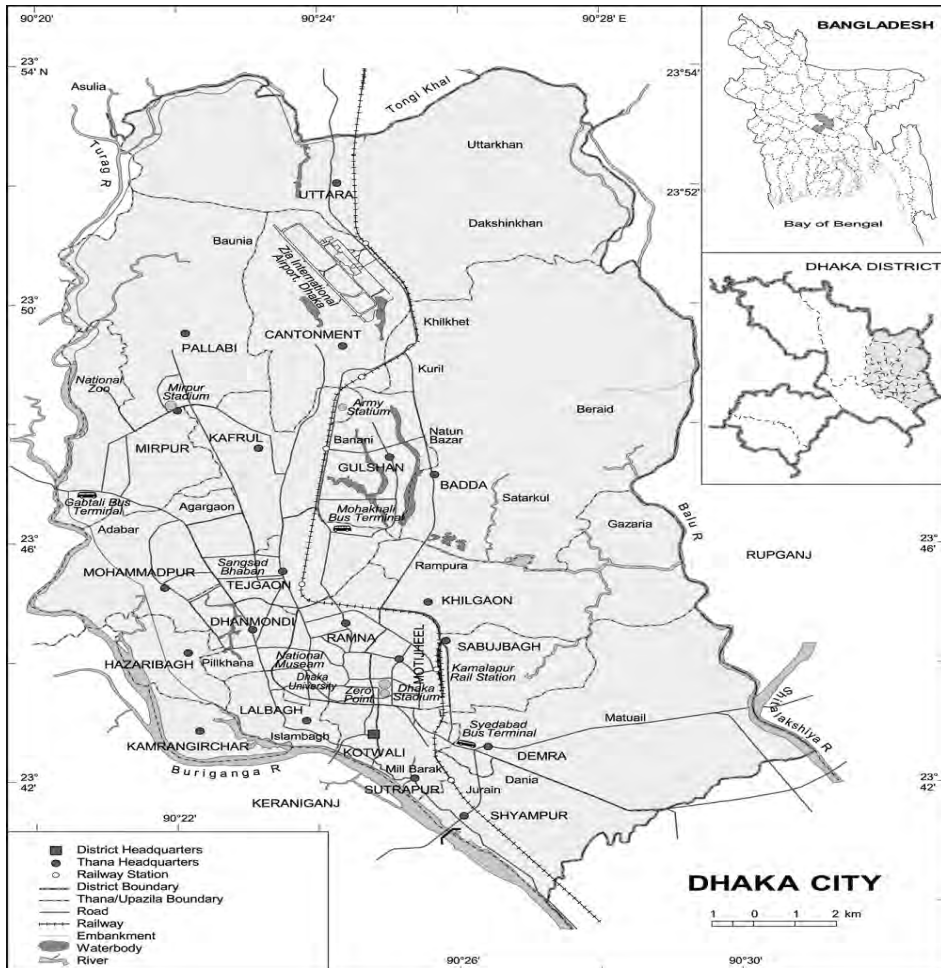 90°20'
90°24'
90°28' E
BANGLADESH
23°
54' N
23°54'
Asulia
Tongi Khal
Turag R
Uttarkhan
UTTARA
23°52'
Dakshinkhan
Bay of Bengal
Baunia
Zia International
Airport, Dhaka
DHAKA DISTRICT
23°
50'
Khilkhet
CANTONMENT
PALLABI
Kuril
National
Zoo
Mirpur
Stadium
Army
Statium
Beraid
KAFRUL
Banani
Natun
Bazar
MIRPUR
GULSHAN
BADDA
Satarkul
Gabtali Bus
Terminal
Agargaon
Mohakhali
Bus Terminal
Gazaria
Balu R
Adabar
23°
46'
23°
46'
RUPGANJ
Sangsad
Bhaban
MOHAMMADPUR
TEJGAON
Rampura
KHILGAON
DHANMONDI
RAMNA
MOTIJHEEL
SABUJBAGH
HAZARIBAGH
Pillkhana
National
Museam
Kamalapur
Rail Station
Dhaka
University
Zero
Point
Dhaka
Stadium
LALBAGH
Shitalakshiya R
Matuail
Syedabad
Bus Terminal
KAMRANGIRCHAR
Islambagh
KOTWALI
DEMRA
Buriganga R
Mill Barak
Dania
23°
42'
23°
42'
SUTRAPUR
Jurain
KERANIGANJ
SHYAMPUR
90°22'
District Headquarters
Thana Headquarters
Railway Station
District Boundary
Thana/Upazila Boundary
Road
Railway
Embankment
Waterbody
River
DHAKA CITY
1 0 1 2 km
90°26'
90°30'